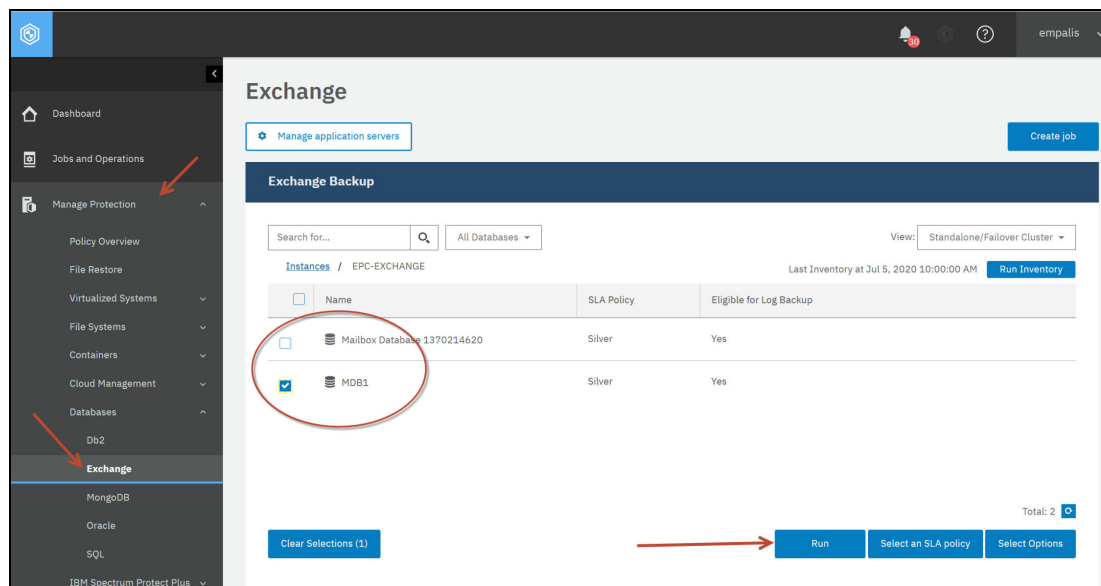 30
empalis
Exchange
Dashboard
Manage application servers
Create job
Jobs and Operations
Exchange Backup
Manage Protection
Policy Overview
Search for...
All Databases
View:
Standalone/Failover Cluster
File Restore
Instances / EPC-EXCHANGE
Last Inventory at Jul 5, 2020 10:00:00 AM
Run Inventory
Virtualized Systems
Name
SLA Policy
Eligible for Log Backup
File Systems
Mailbox Database 1370214620
Silver
Yes
Containers
Cloud Management
MDB1
Silver
Yes
Databases
Db2
Exchange
MongoDB
Oracle
SQL
IBM Spectrum Protect Plus
Total: 2
Clear Selections (1)
Run
Select an SLA policy
Select Options